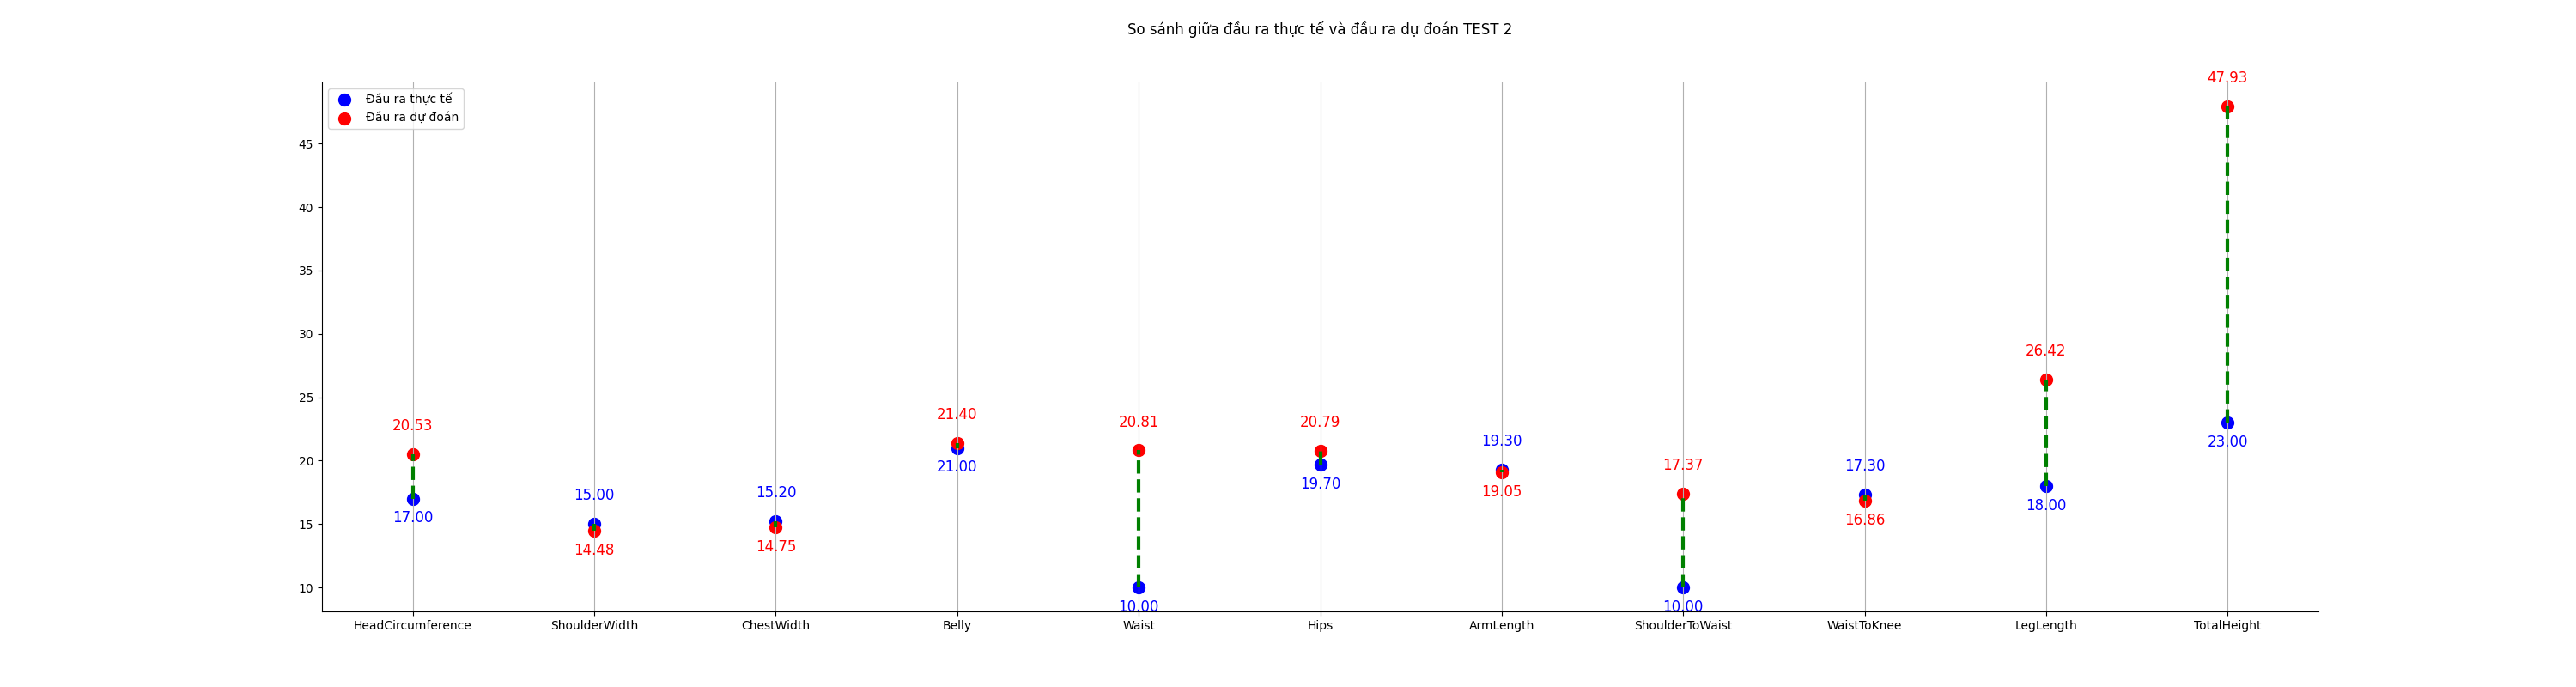 So sánh giữa đầu ra thực tế và đầu ra dự đoán TEST 2
Đầu ra thực tế
Đầu ra dự đoán
45
40
35
30
25
20
15
10
20.53
17.00
15.00
14.48
15.20
14.75
21.40
21.00
20.81
10.00
20.79
19.70
19.30
19.05
17.37
10.00
17.30
16.86
26.42
18.00
47.93
23.00
HeadCircumference
ShoulderWidth
ChestWidth
Belly
Waist
Hips
ArmLength
ShoulderToWaist
WaistToKnee
LegLength
TotalHeight